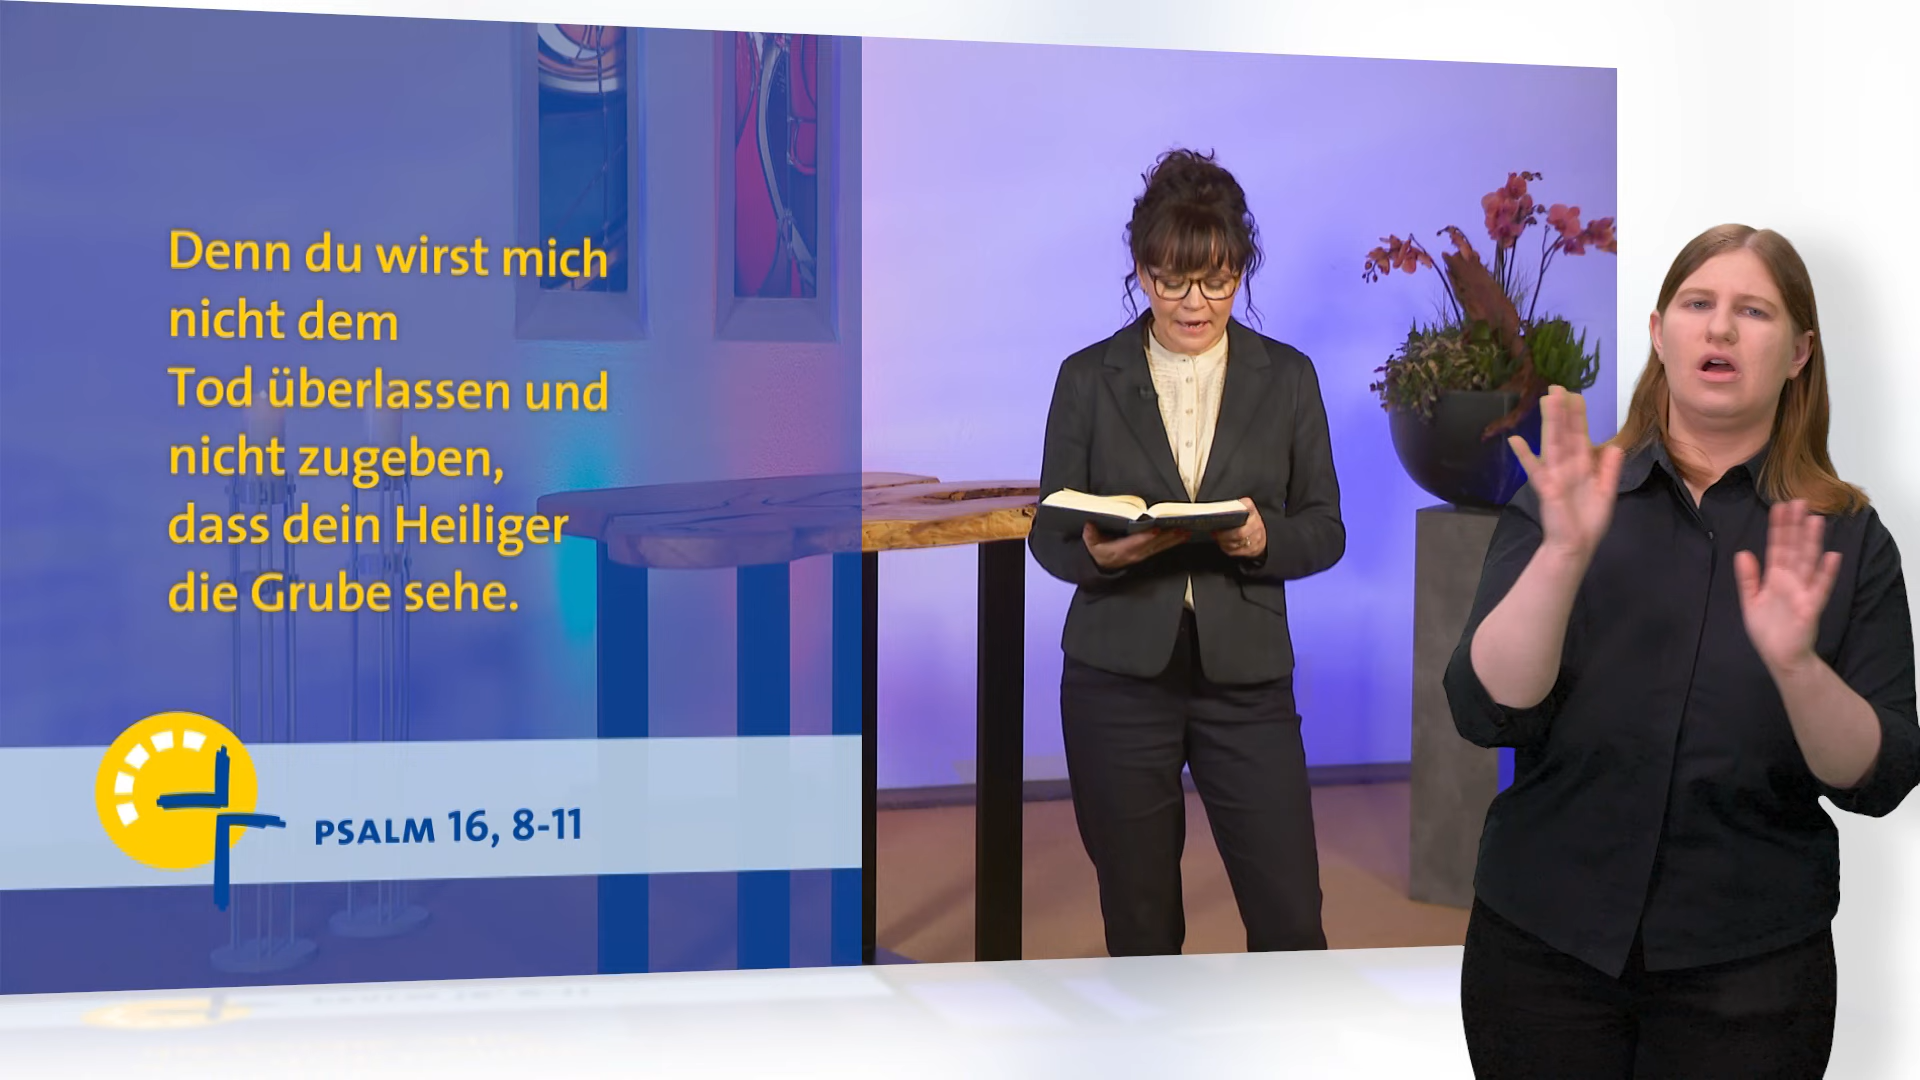 Denn du wirst mich
nicht dem
Tod überlassen und
nicht zugeben,
dass dein Heiliger
die Grube sehe.
PSALM 16, 8-11